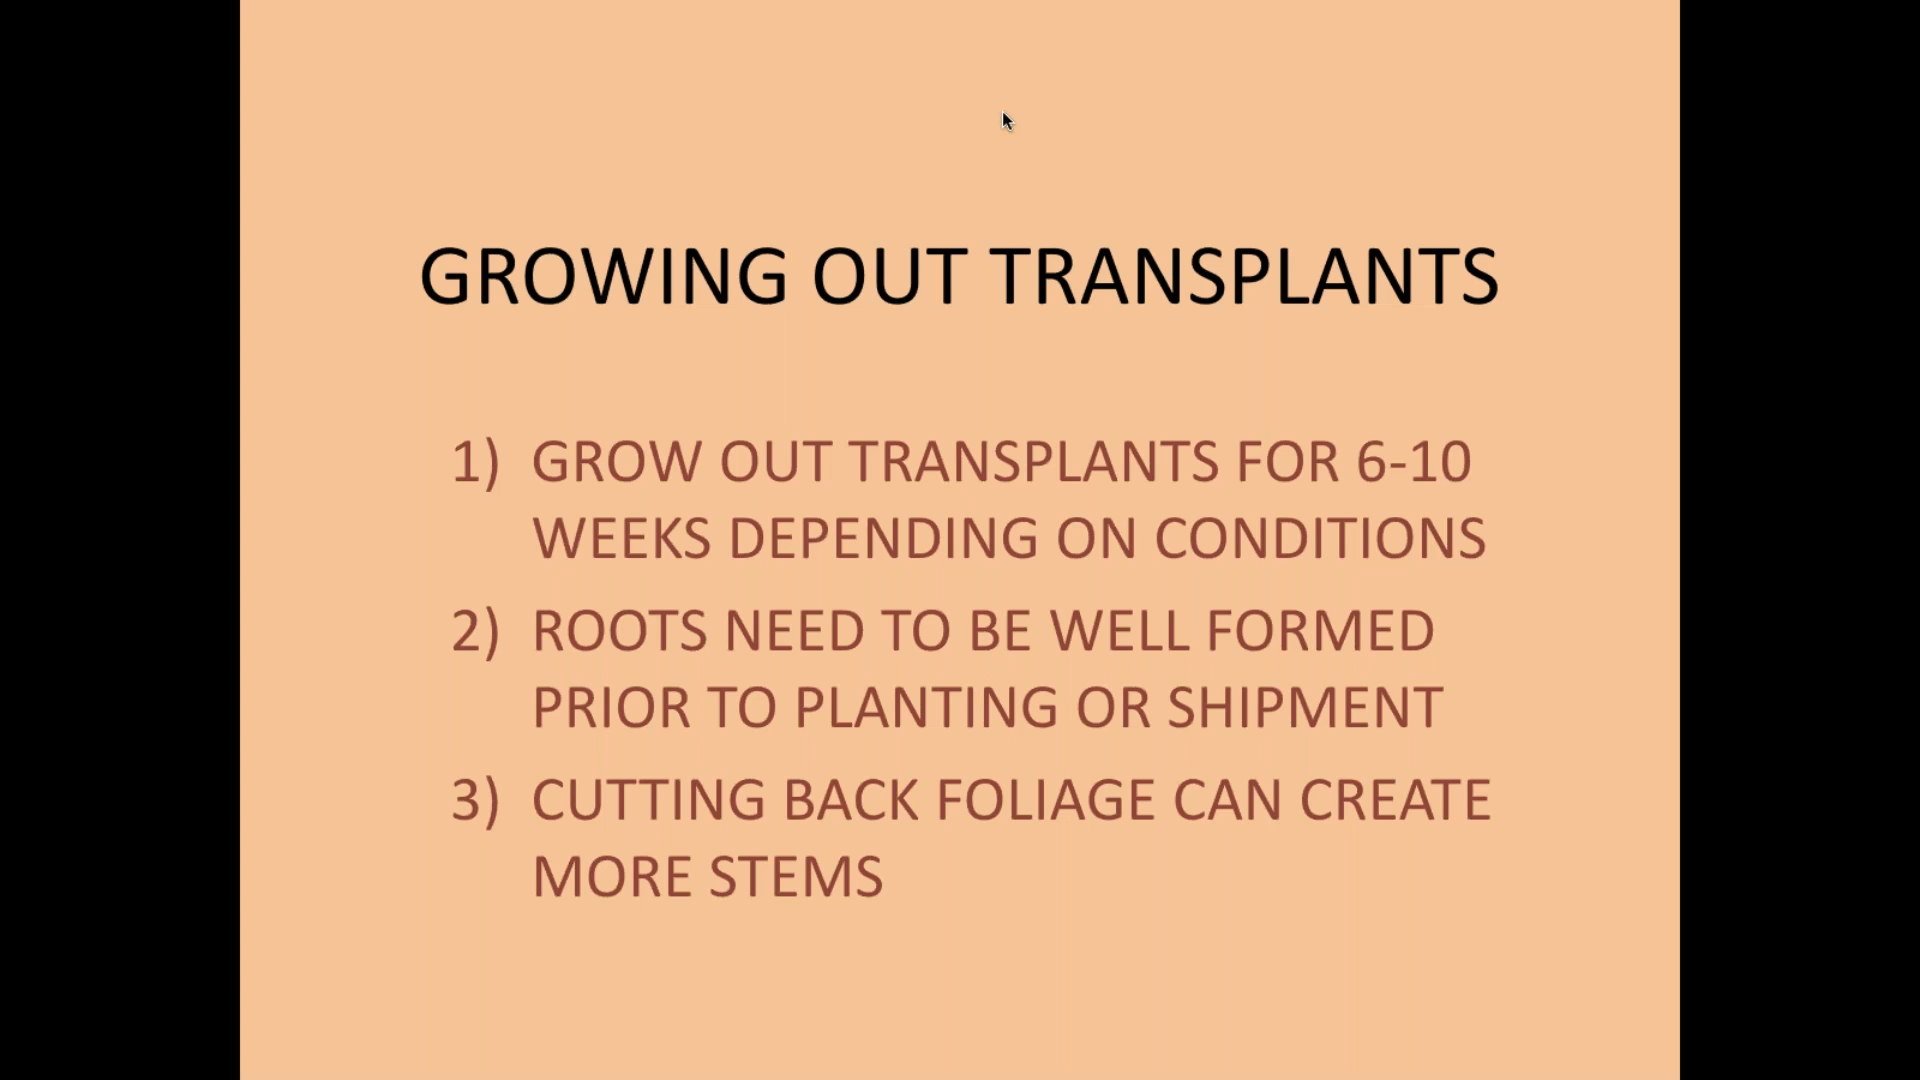 GROWING OUT TRANSPLANTS
1) GROW OUT TRANSPLANTS FOR 6-10
WEEKS DEPENDING ON CONDITIONS
2) ROOTS NEED TO BE WELL FORMED
PRIOR TO PLANTING OR SHIPMENT
3) CUTTING BACK FOLIAGE CAN CREATE
MORE STEMS